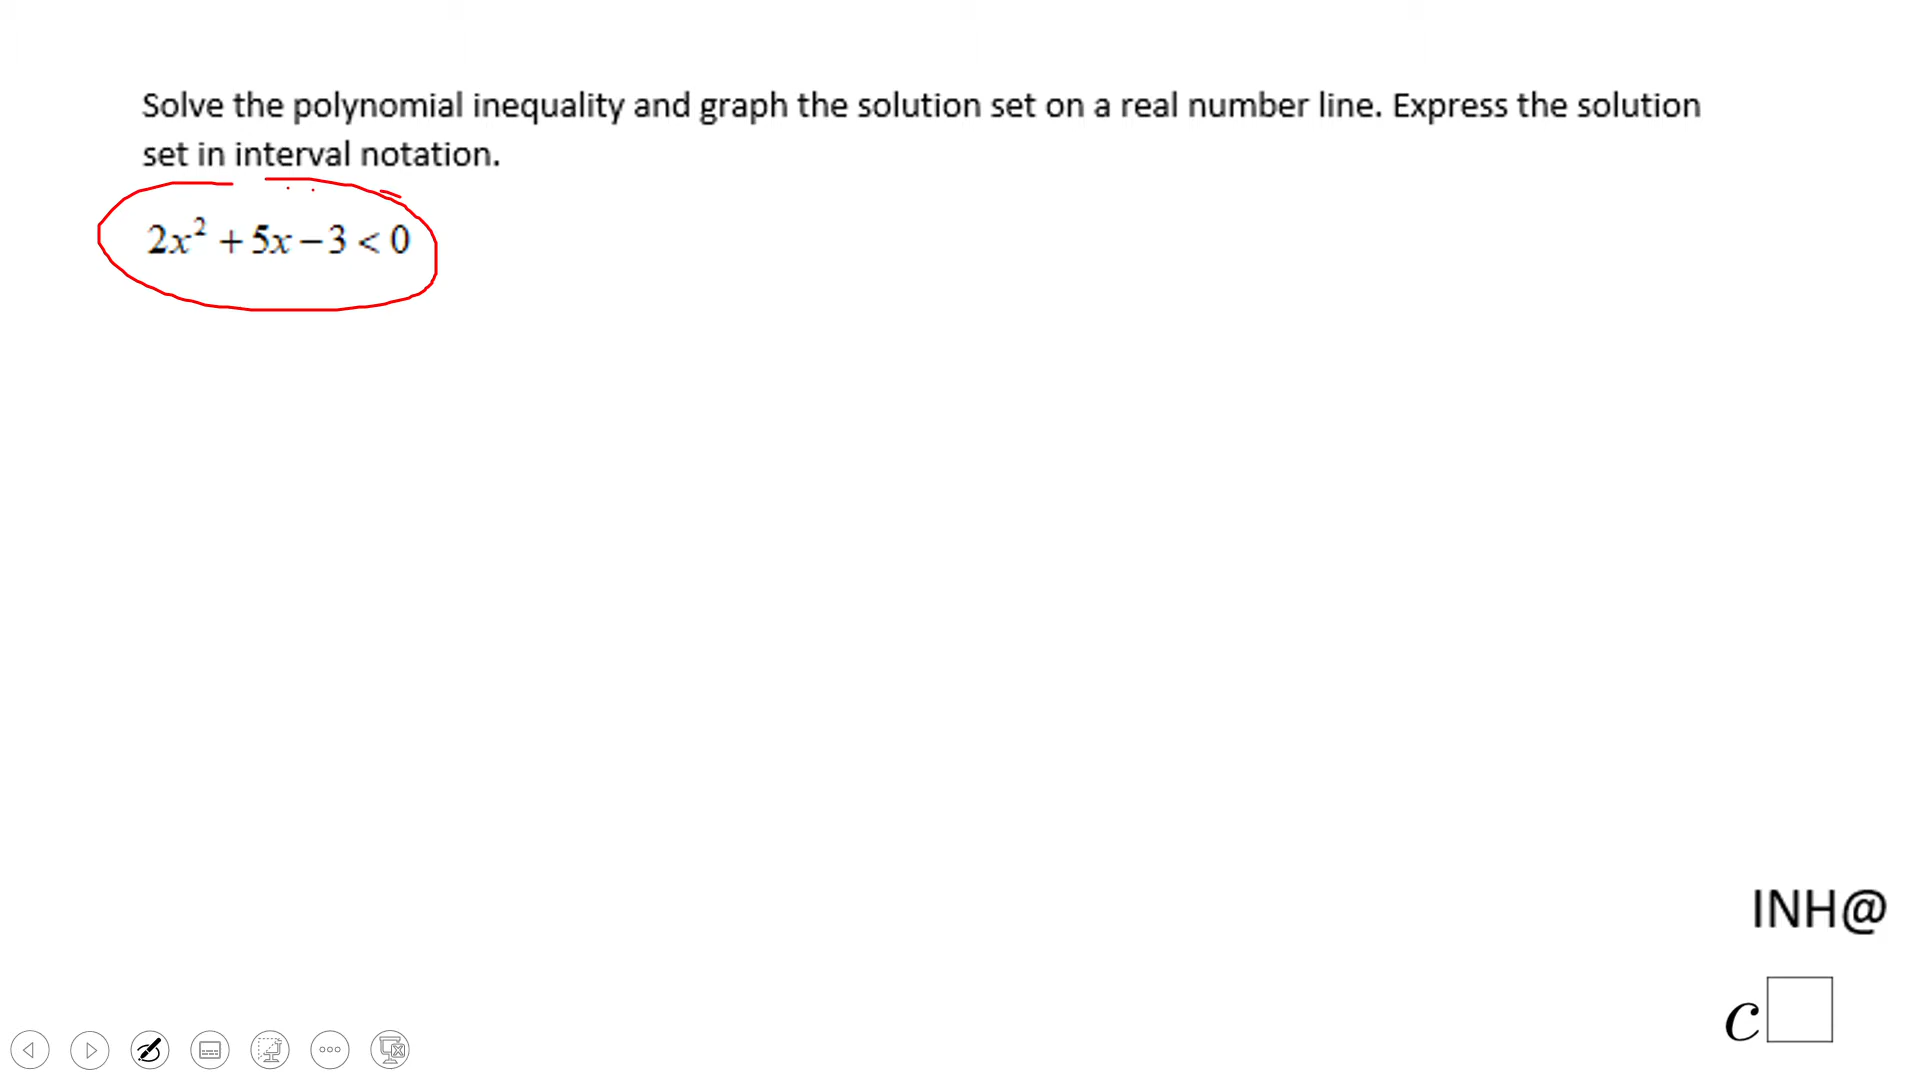 Solve the polynomial inequality and graph the solution set on a real number line. Express the solution
set in interval notation.
2x² + 5x − 3 < 0
INH@
c